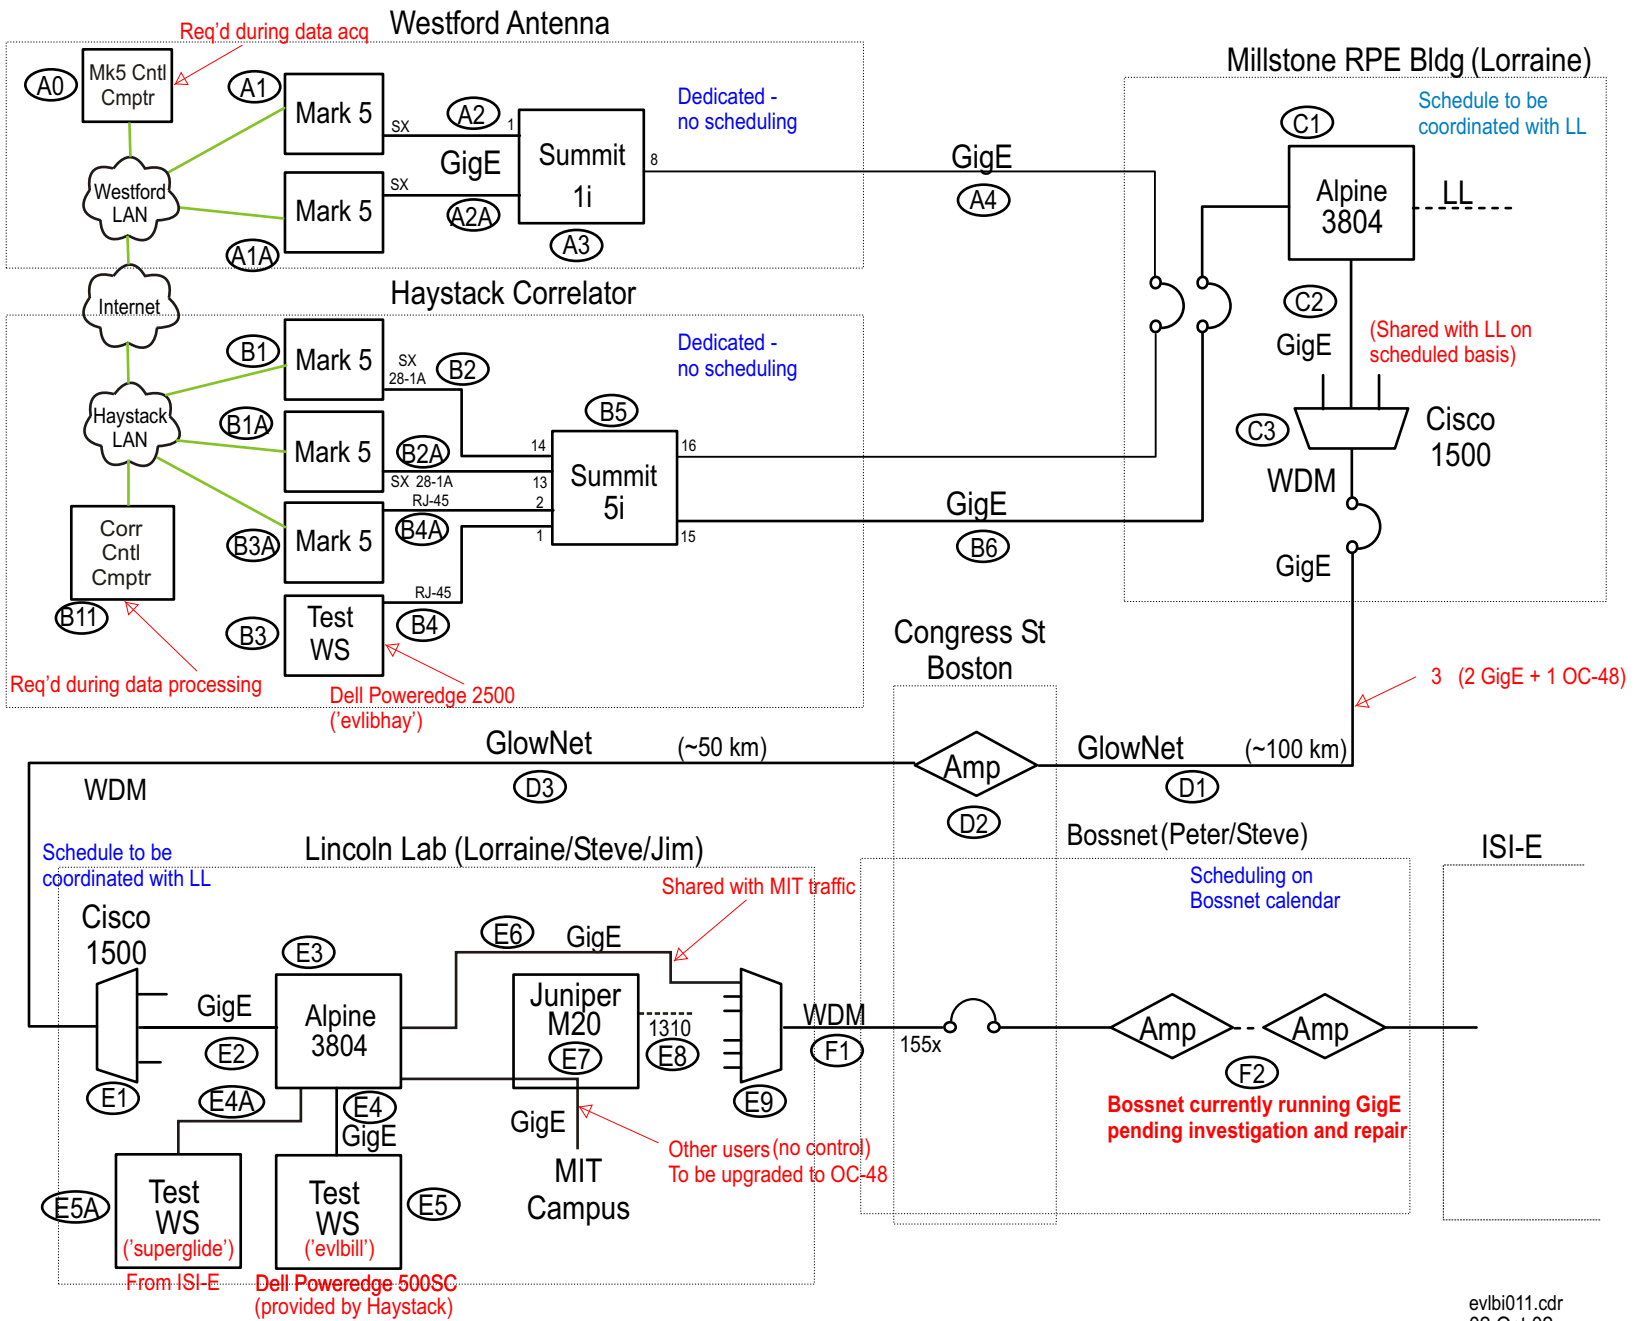 Westford Antenna
Req'd during data acq
A0
Mk5 Cntl
Cmptr
A1
Mark 5
SX
A2
1
GigE
Summit
1i
8
Dedicated -
no scheduling
GigE
A4
Westford
LAN
Mark 5
SX
A2A
A1A
A3
Millstone RPE Bldg (Lorraine)
Schedule to be
coordinated with LL
C1
Alpine
3804
LL
C2
GigE
(Shared with LL on
scheduled basis)
C3
Cisco
1500
WDM
GigE
Internet
Haystack Correlator
B1
Mark 5
SX
28-1A
B2
Dedicated -
no scheduling
Haystack
LAN
B1A
Mark 5
B2A
SX 28-1A
RJ-45
B5
14
13
2
1
Summit
5i
16
15
GigE
B6
B3A
Mark 5
B4A
Corr
Cntl
Cmptr
B11
B3
Test
WS
RJ-45
B4
Req'd during data processing
Dell Poweredge 2500
('evlibhay')
Congress St
Boston
3 (2 GigE + 1 OC-48)
GlowNet
(~50 km)
D3
Amp
D2
GlowNet
(~100 km)
D1
WDM
Schedule to be
coordinated with LL
Lincoln Lab (Lorraine/Steve/Jim)
Shared with MIT traffic
Bossnet (Peter/Steve)
Scheduling on
Bossnet calendar
ISI-E
Cisco
1500
E1
GigE
E2
E3
Alpine
3804
E6
GigE
Juniper
M20
E7
1310
E8
E9
WDM
F1
155x
Amp
Amp
F2
Bossnet currently running GigE
pending investigation and repair
E4A
E4
GigE
GigE
MIT
Campus
Other users (no control)
To be upgraded to OC-48
E5A
Test
WS
('superglide')
From ISI-E
Test
WS
('evlbill')
E5
Dell Poweredge 500SC
(provided by Haystack)
evlbi011.cdr